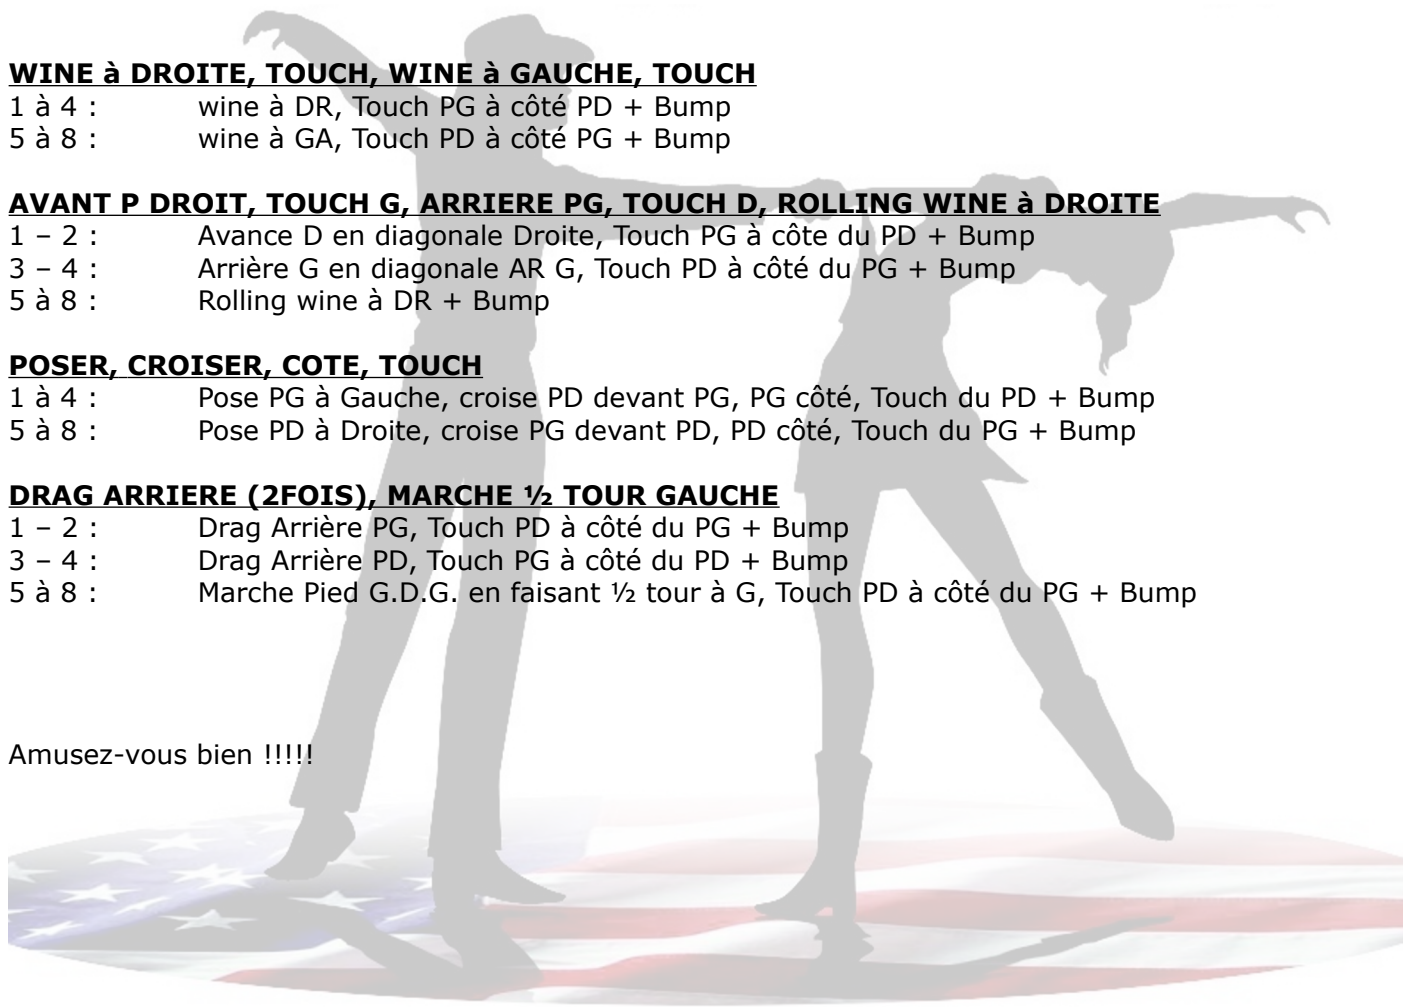 WINE à DROITE, TOUCH, WINE à GAUCHE, TOUCH
1 à 4 : wine à DR, Touch PG à côté PD + Bump
5 à 8 : wine à GA, Touch PD à côté PG + Bump
AVANT P DROIT, TOUCH G, ARRIERE PG, TOUCH D, ROLLING WINE à DROITE
1 – 2 : Avance D en diagonale Droite, Touch PG à côte du PD + Bump
3 – 4 : Arrière G en diagonale AR G, Touch PD à côté du PG + Bump
5 à 8 : Rolling wine à DR + Bump
POSER, CROISER, COTE, TOUCH
1 à 4 : Pose PG à Gauche, croise PD devant PG, PG côté, Touch du PD + Bump
5 à 8 : Pose PD à Droite, croise PG devant PD, PD côté, Touch du PG + Bump
DRAG ARRIERE (2FOIS), MARCHE ½ TOUR GAUCHE
1 – 2 : Drag Arrière PG, Touch PD à côté du PG + Bump
3 – 4 : Drag Arrière PD, Touch PG à côté du PD + Bump
5 à 8 : Marche Pied G.D.G. en faisant ½ tour à G, Touch PD à côté du PG + Bump
Amusez-vous bien !!!!!